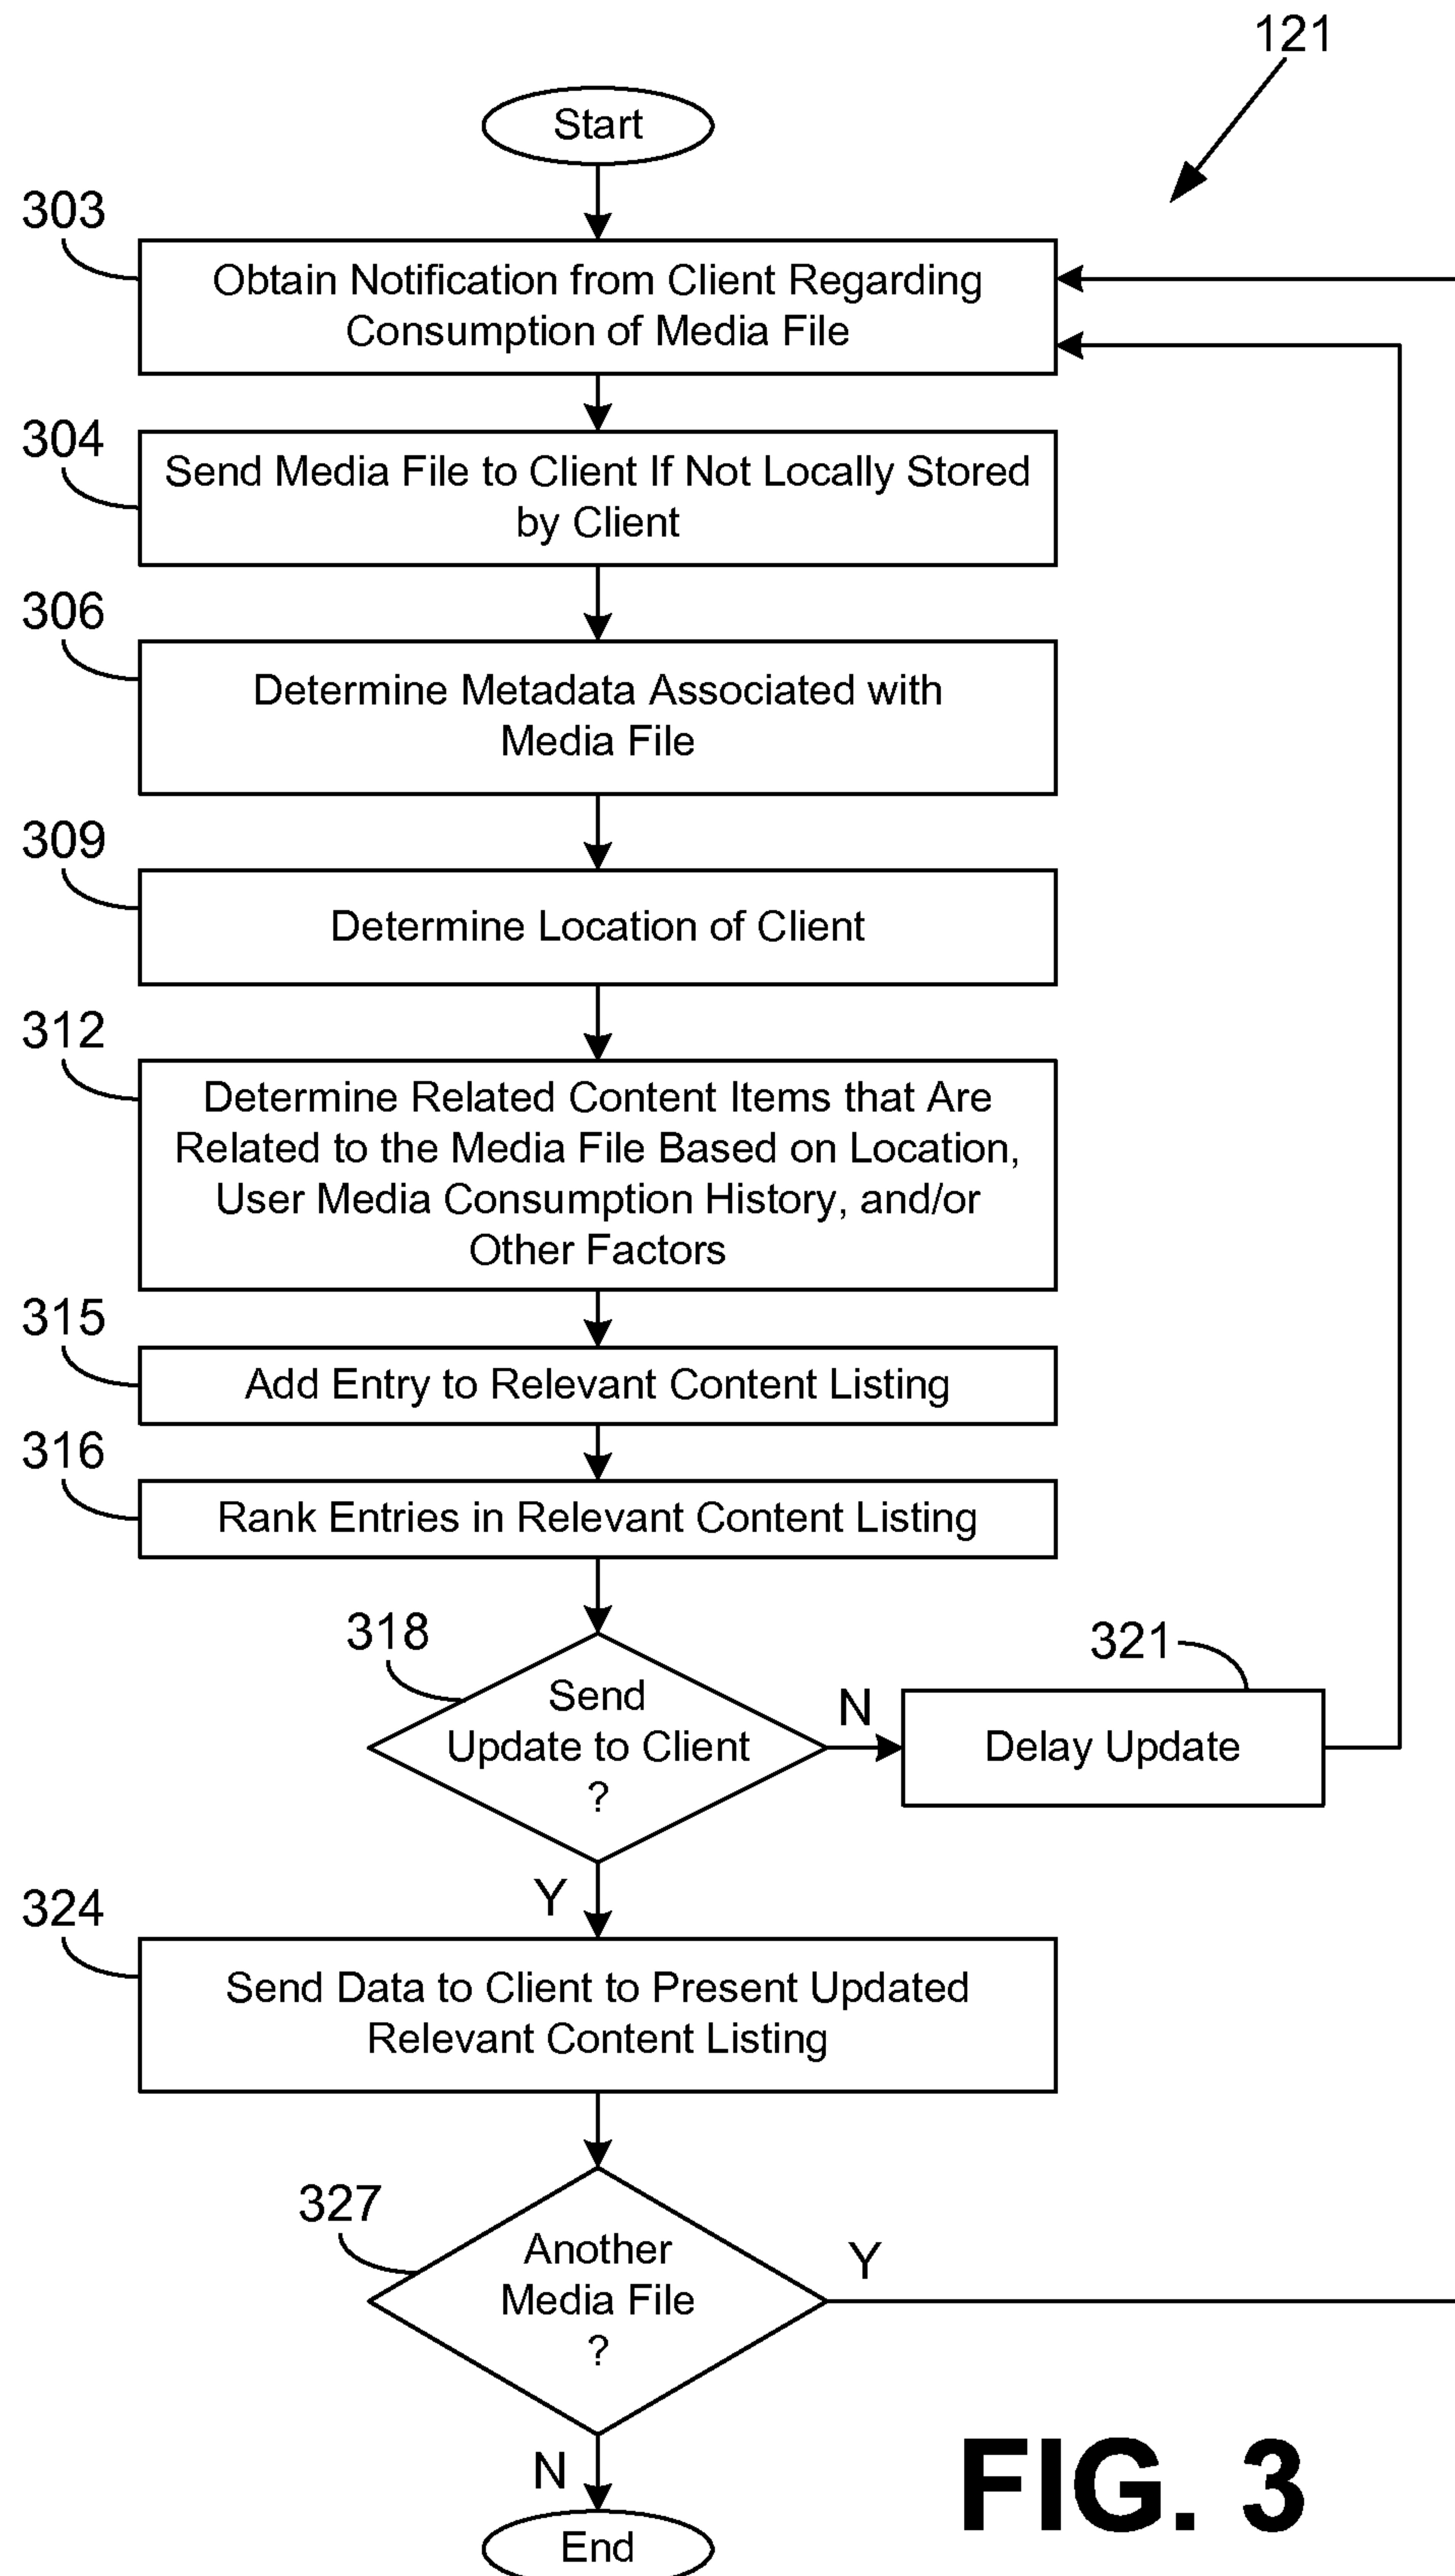 121
Start
303
Obtain Notification from Client Regarding
Consumption of Media File
304
Send Media File to Client If Not Locally Stored
by Client
306
Determine Metadata Associated with
Media File
309
Determine Location of Client
312
Determine Related Content Items that Are
Related to the Media File Based on Location,
User Media Consumption History, and/or
Other Factors
315
Add Entry to Relevant Content Listing
316
Rank Entries in Relevant Content Listing
318
Send
Update to Client
?
N
321
Delay Update
Y
324
Send Data to Client to Present Updated
Relevant Content Listing
327
Another
Media File
?
Y
N
End
FIG. 3